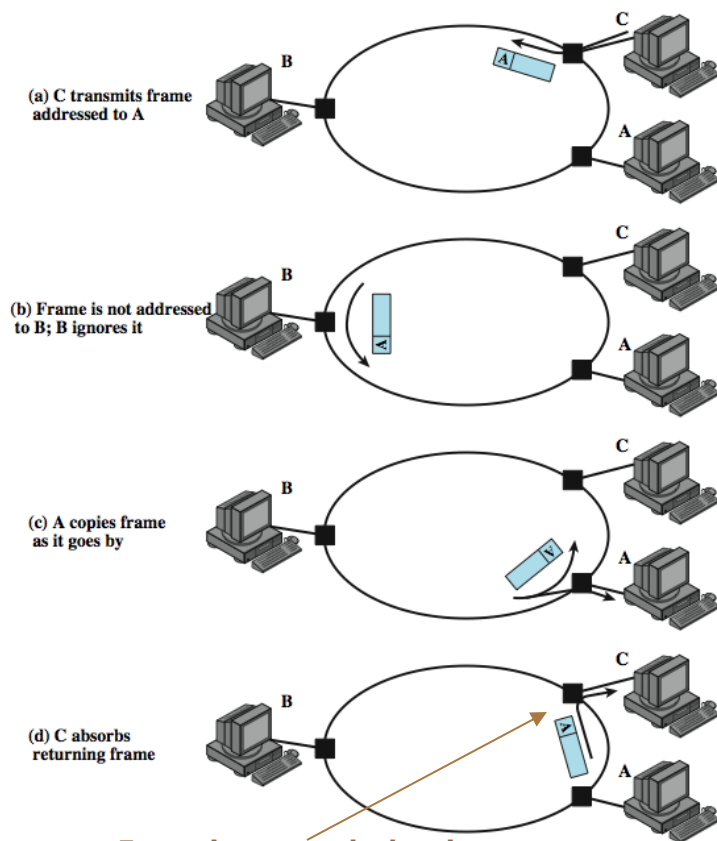 C
A
B
(a) C transmits frame
addressed to A
A
C
B
(b) Frame is not addressed
to B; B ignores it
A
A
C
B
(c) A copies frame
as it goes by
A
A
C
B
(d) C absorbs
returning frame
A
A